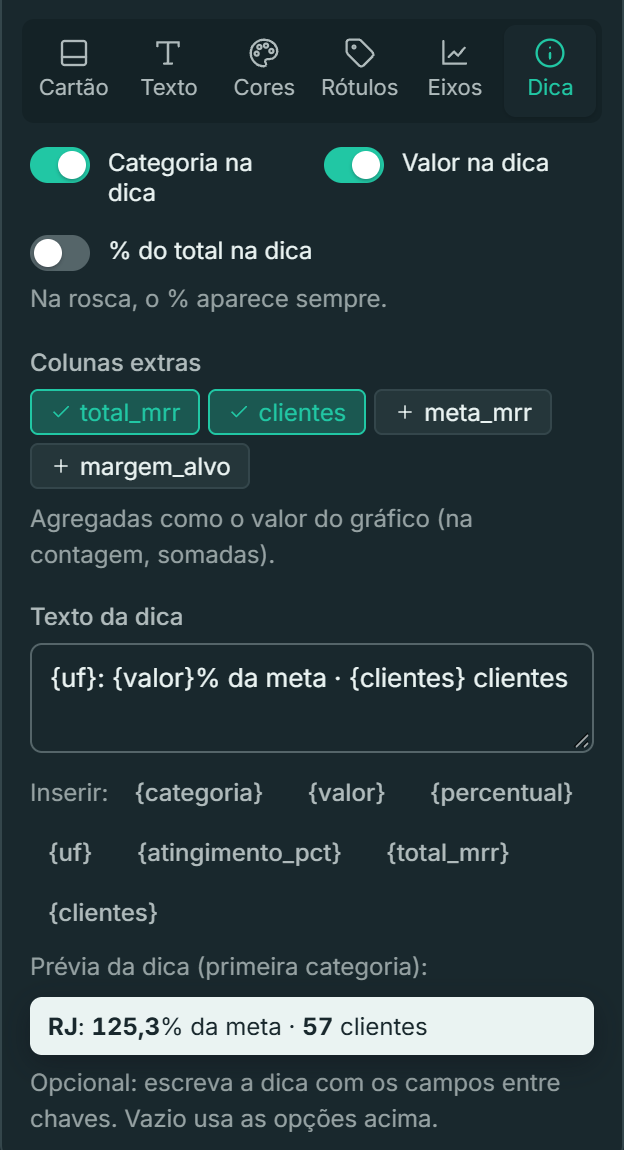 Cartão Texto Cores Rótulos Eixos Dica
Categoria na dica
Valor na dica
% do total na dica
Na rosca, o % aparece sempre.
Colunas extras
✓ total_mrr ✓ clientes + meta_mrr
+ margem_alvo
Agregadas como o valor do gráfico (na
contagem, somadas).
Texto da dica
{uf}: {valor}% da meta · {clientes} clientes
Inserir: {categoria} {valor} {percentual}
{uf} {atingimento_pct} {total_mrr}
{clientes}
Prévia da dica (primeira categoria):
RJ: 125,3% da meta · 57 clientes
Opcional: escreva a dica com os campos entre
chaves. Vazio usa as opções acima.